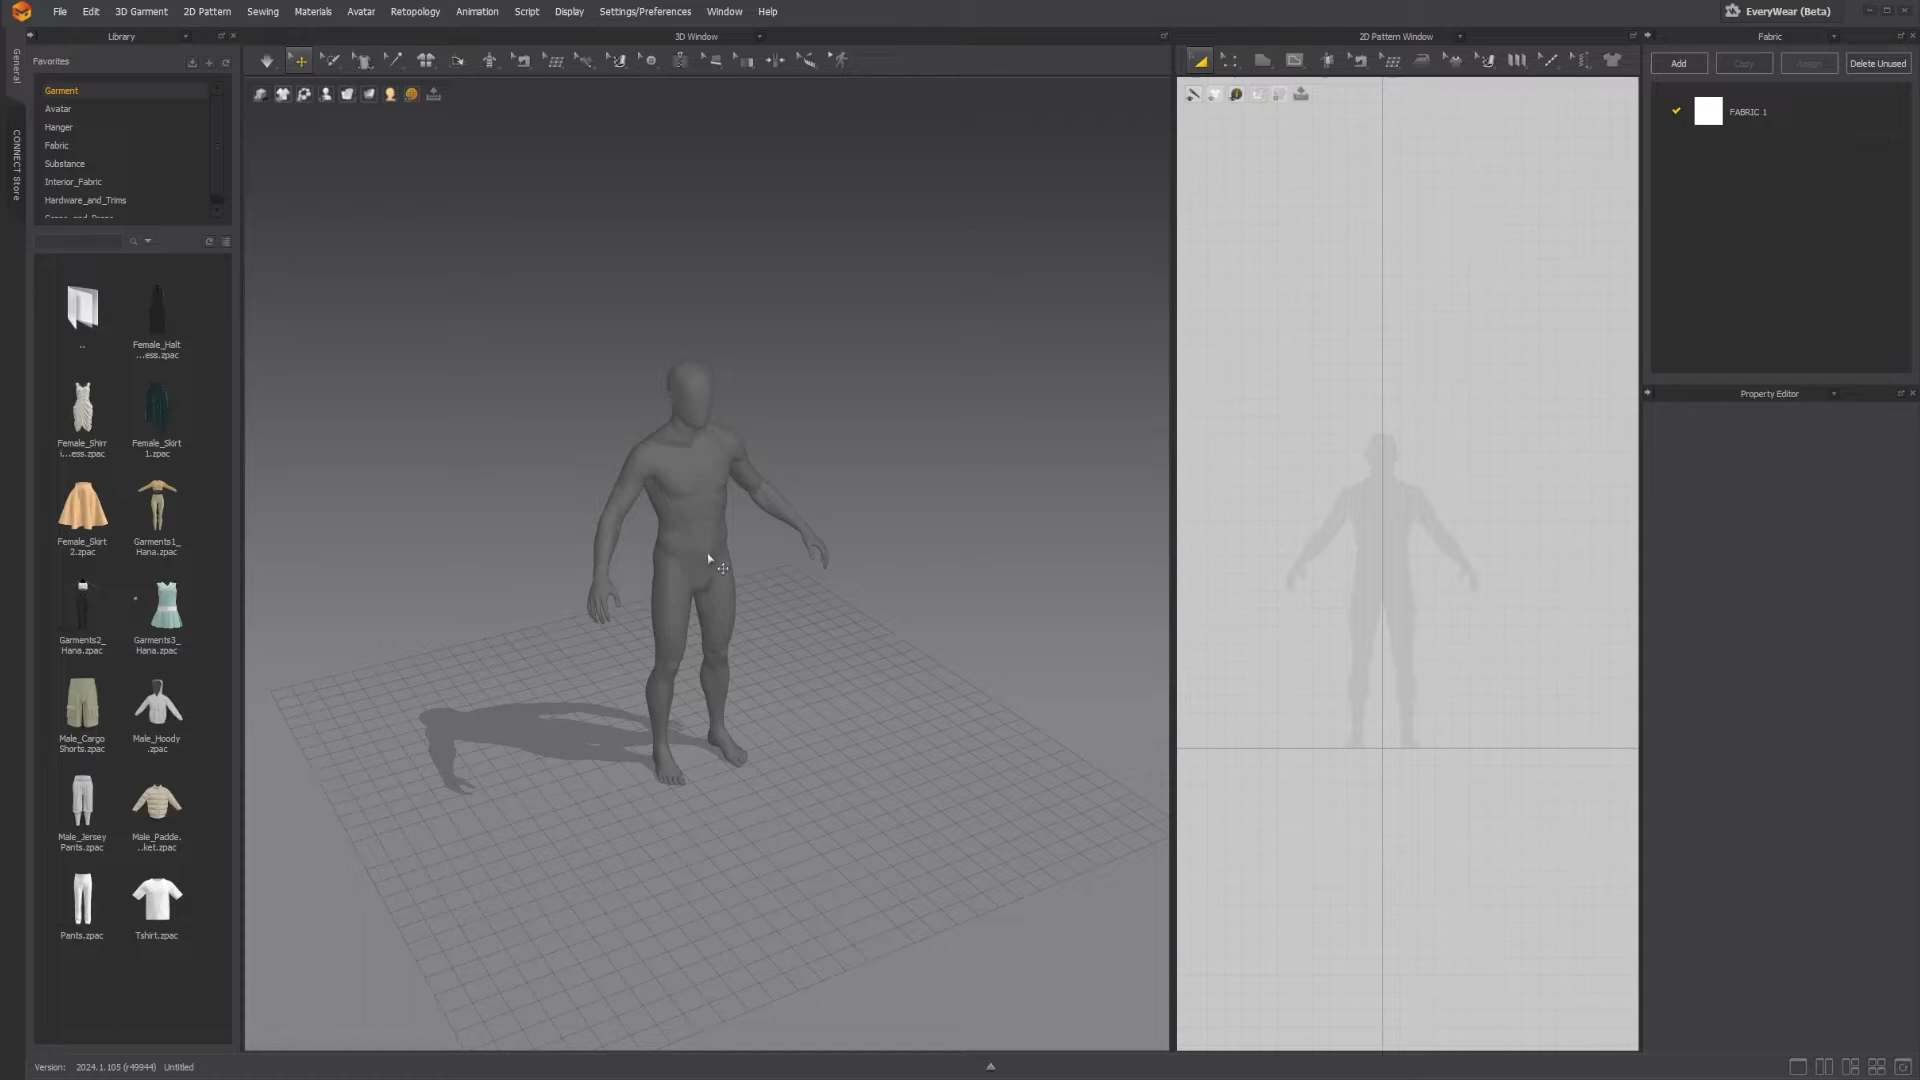 File Edit 3D Garment 2D Pattern Sewing Materials Avatar Retopology Animation Script Display Settings/Preferences Window Help
EveryWear (Beta)
Library
3D Window
2D Pattern Window
Fabric
General
CONNECT Store
Favorites
Garment
Avatar
Hanger
Fabric
Substance
Interior_Fabric
Hardware_and_Trims
..
Female_Halt
...ess.zpac
Female_Shirr
i...ess.zpac
Female_Skirt
1.zpac
Female_Skirt
2.zpac
Garments1_
Hana.zpac
Garments2_
Hana.zpac
Garments3_
Hana.zpac
Male_Cargo
Shorts.zpac
Male_Hoody
.zpac
Male_Jersey
Pants.zpac
Male_Padde.
..ket.zpac
Pants.zpac
Tshirt.zpac
Add
Copy
Assign
Delete Unused
FABRIC 1
Property Editor
Version: 2024.1.105 (r49944) Untitled